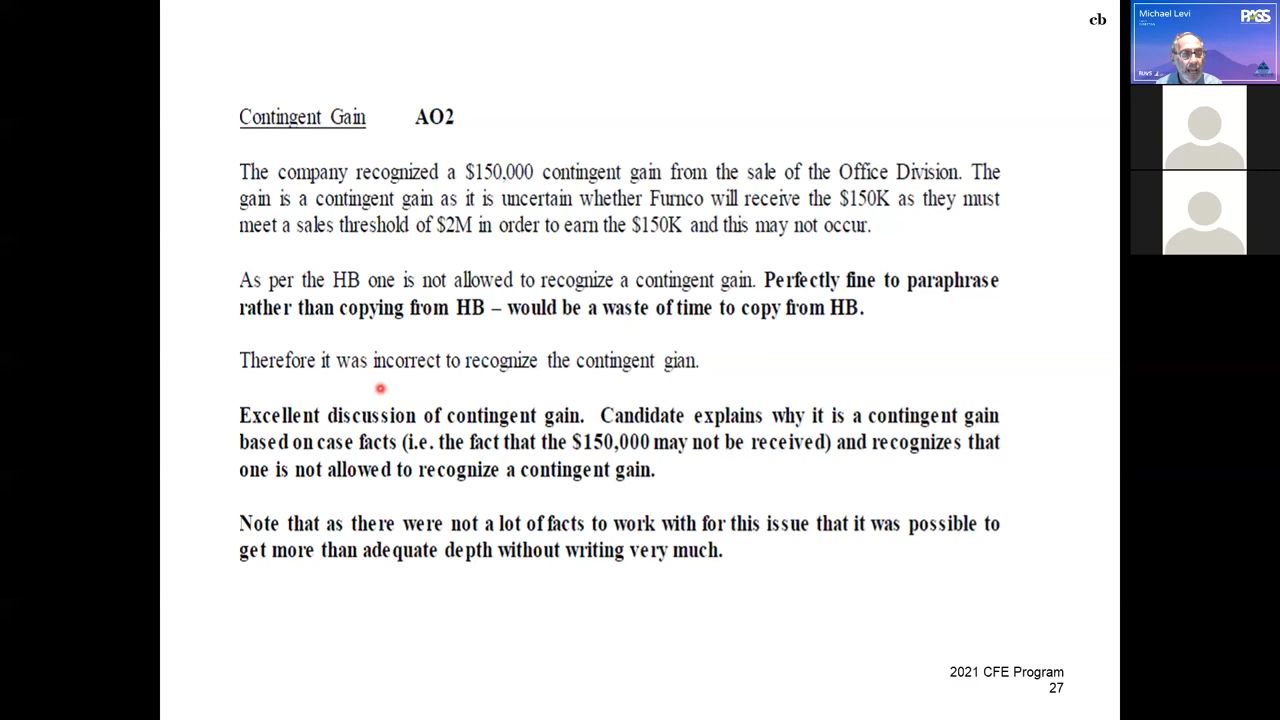 cb
Michael Levi
PASS
Contingent Gain AO2
The company recognized a $150,000 contingent gain from the sale of the Office Division. The
gain is a contingent gain as it is uncertain whether Furnco will receive the $150K as they must
meet a sales threshold of $2M in order to earn the $150K and this may not occur.
As per the HB one is not allowed to recognize a contingent gain. Perfectly fine to paraphrase
rather than copying from HB – would be a waste of time to copy from HB.
Therefore it was incorrect to recognize the contingent gian.
Excellent discussion of contingent gain. Candidate explains why it is a contingent gain
based on case facts (i.e. the fact that the $150,000 may not be received) and recognizes that
one is not allowed to recognize a contingent gain.
Note that as there were not a lot of facts to work with for this issue that it was possible to
get more than adequate depth without writing very much.
2021 CFE Program
27